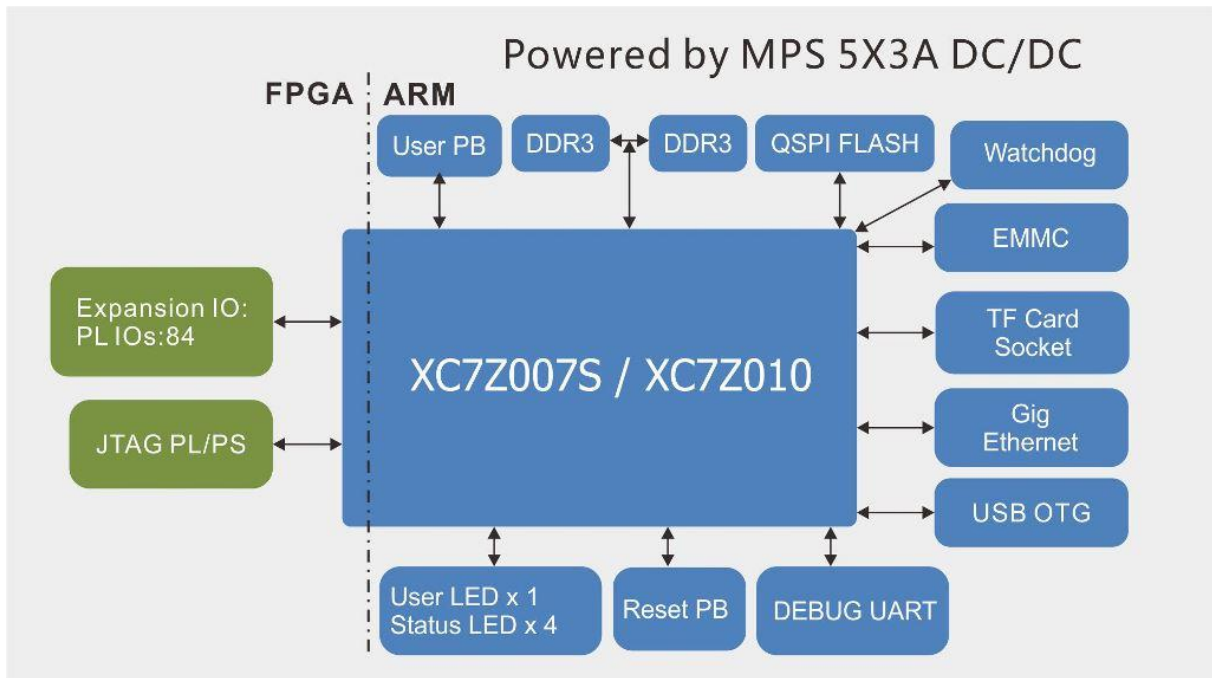 Powered by MPS 5X3A DC/DC
FPGA
ARM
User PB
DDR3
DDR3
QSPI FLASH
Watchdog
EMMC
Expansion IO:
PL IOs:84
TF Card
Socket
XC7Z007S / XC7Z010
JTAG PL/PS
Gig
Ethernet
USB OTG
User LED x 1
Status LED x 4
Reset PB
DEBUG UART